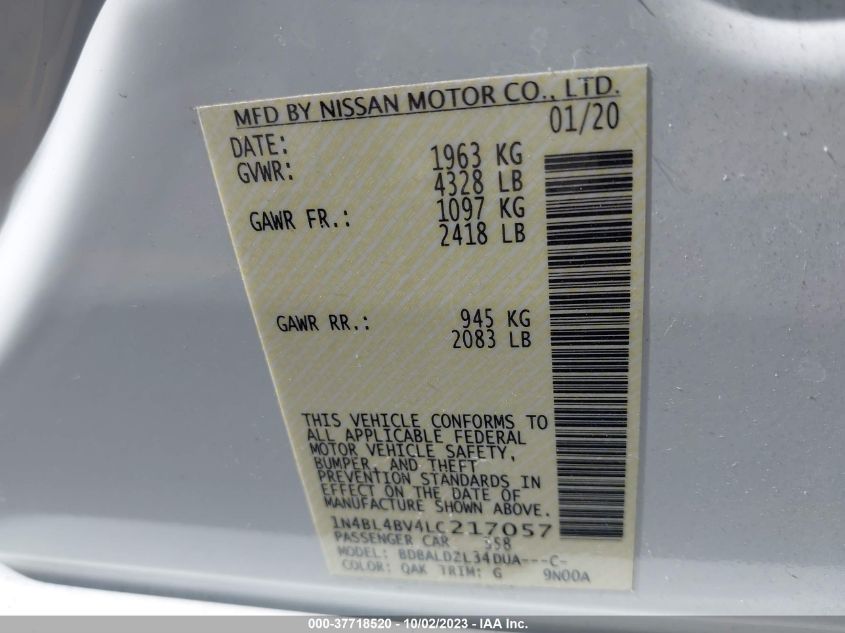 MFD BY NISSAN MOTOR CO., LTD.
DATE: 01/20
GVWR: 1963 KG
4328 LB
GAWR FR.: 1097 KG
2418 LB
GAWR RR.: 945 KG
2083 LB
THIS VEHICLE CONFORMS TO
ALL APPLICABLE FEDERAL
MOTOR VEHICLE SAFETY,
BUMPER, AND THEFT
PREVENTION STANDARDS IN
EFFECT ON THE DATE OF
MANUFACTURE SHOWN ABOVE.
1N4BL4BV4LC217057
PASSENGER CAR 558
MODEL: BDBALDZL34DUA---C-
COLOR: QAK TRIM: G 9N00A
000-37718520 - 10/02/2023 - IAA Inc.